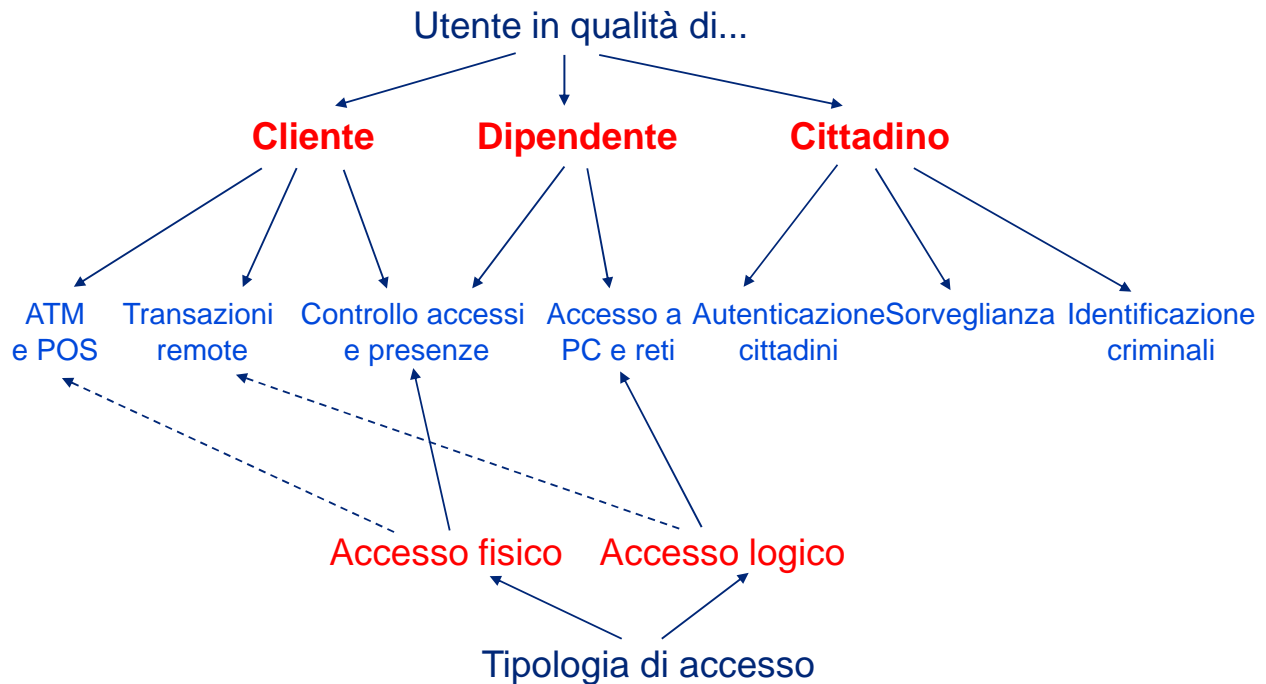 Utente in qualità di...
Cliente
Dipendente
Cittadino
ATM
e POS
Transazioni
remote
Controllo accessi
e presenze
Accesso a
PC e reti
Autenticazione
cittadini
Sorveglianza
Identificazione
criminali
Accesso fisico
Accesso logico
Tipologia di accesso